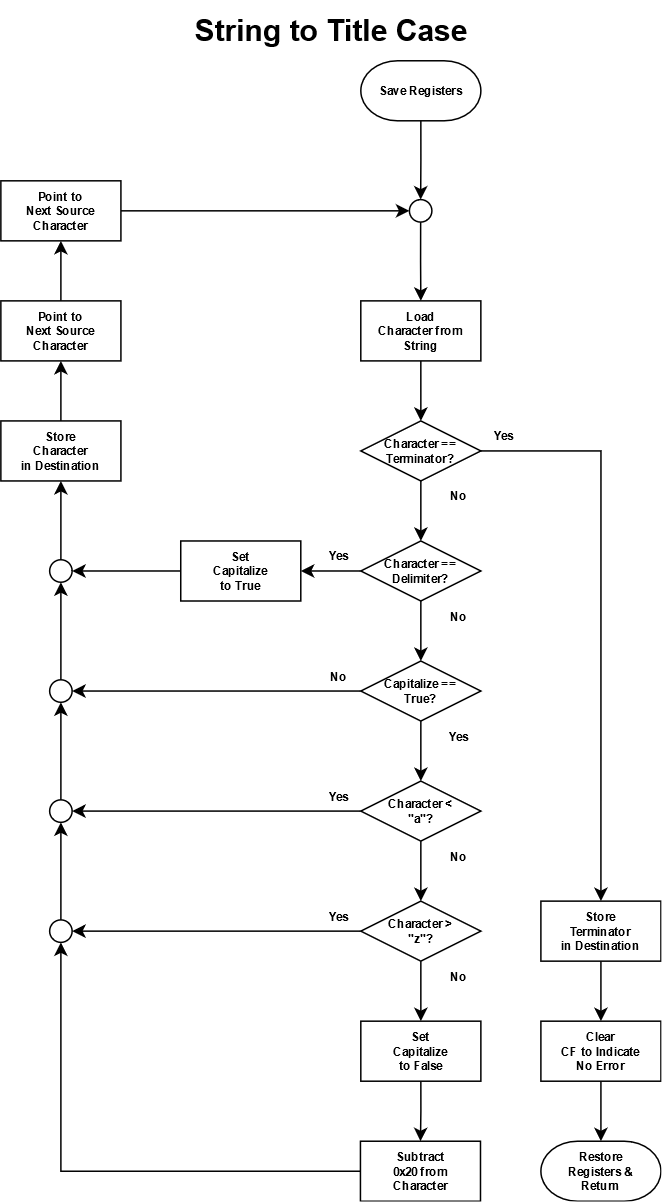 String to Title Case
Save Registers
Point to
Next Source
Character
Load
Character from
String
Point to
Next Source
Character
Store
Character
in Destination
Character ==
Terminator?
Yes
No
Character ==
Delimiter?
Yes
Set
Capitalize
to True
No
Capitalize ==
True?
No
Yes
Character <
"a"?
Yes
No
Character >
"z"?
Yes
No
Set
Capitalize
to False
Subtract
0x20 from
Character
Store
Terminator
in Destination
Clear
CF to Indicate
No Error
Restore
Registers &
Return